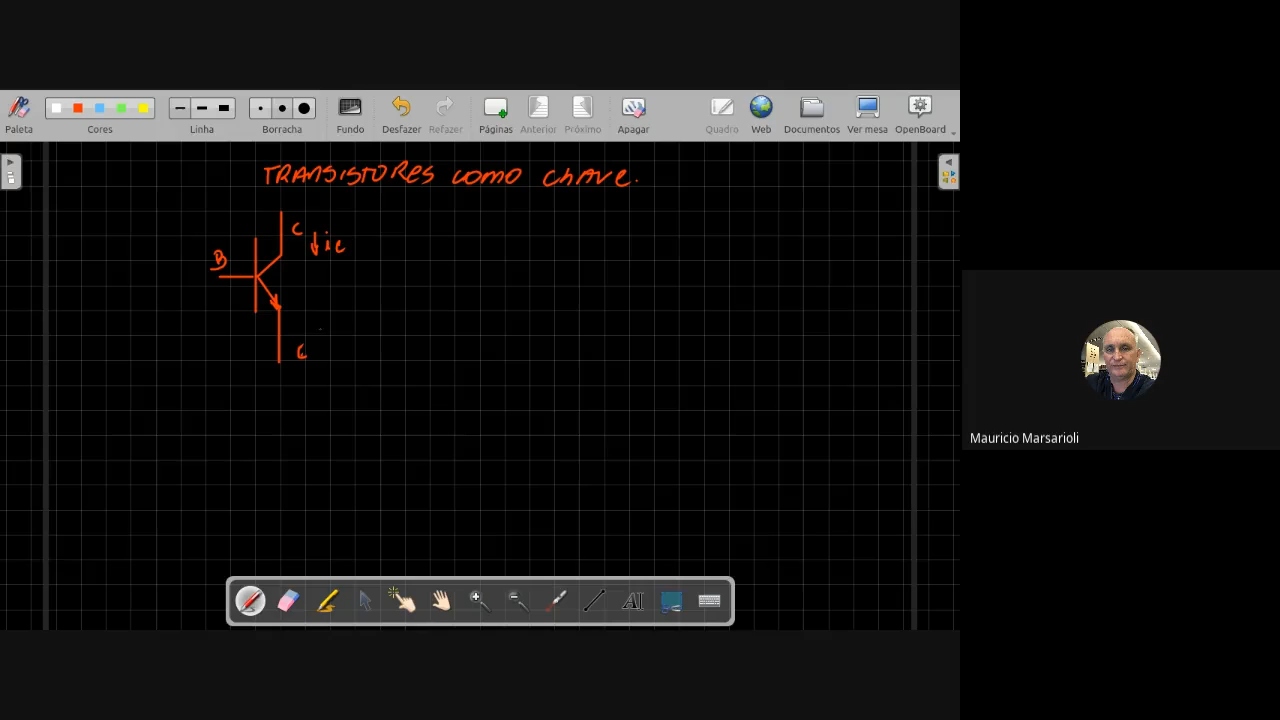 Paleta Cores Linha Borracha Fundo Desfazer Refazer Páginas Anterior Próximo Apagar Quadro Web Documentos Ver mesa OpenBoard
TRANSISTORES COMO CHAVE.
C
ic
B
AI
Mauricio Marsarioli